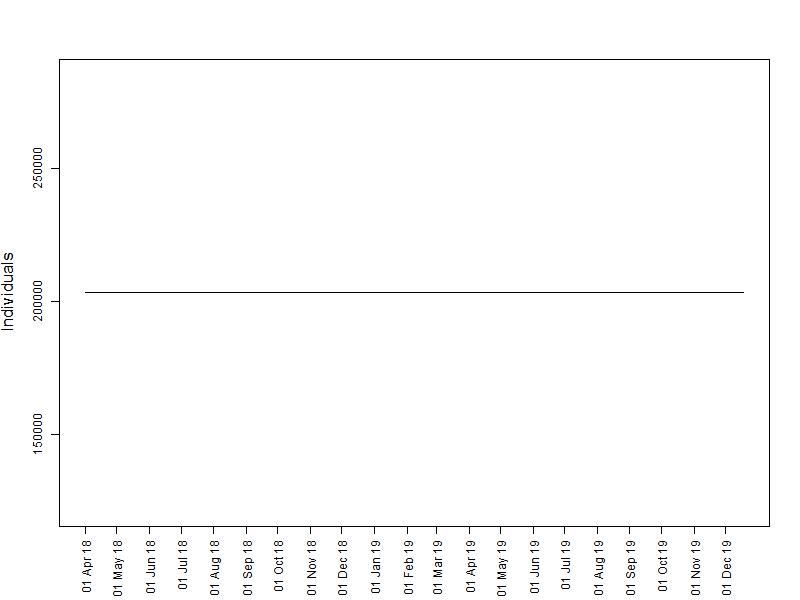 Individuals
250000
200000
150000
01 Apr 18
01 May 18
01 Jun 18
01 Jul 18
01 Aug 18
01 Sep 18
01 Oct 18
01 Nov 18
01 Dec 18
01 Jan 19
01 Feb 19
01 Mar 19
01 Apr 19
01 May 19
01 Jun 19
01 Jul 19
01 Aug 19
01 Sep 19
01 Oct 19
01 Nov 19
01 Dec 19